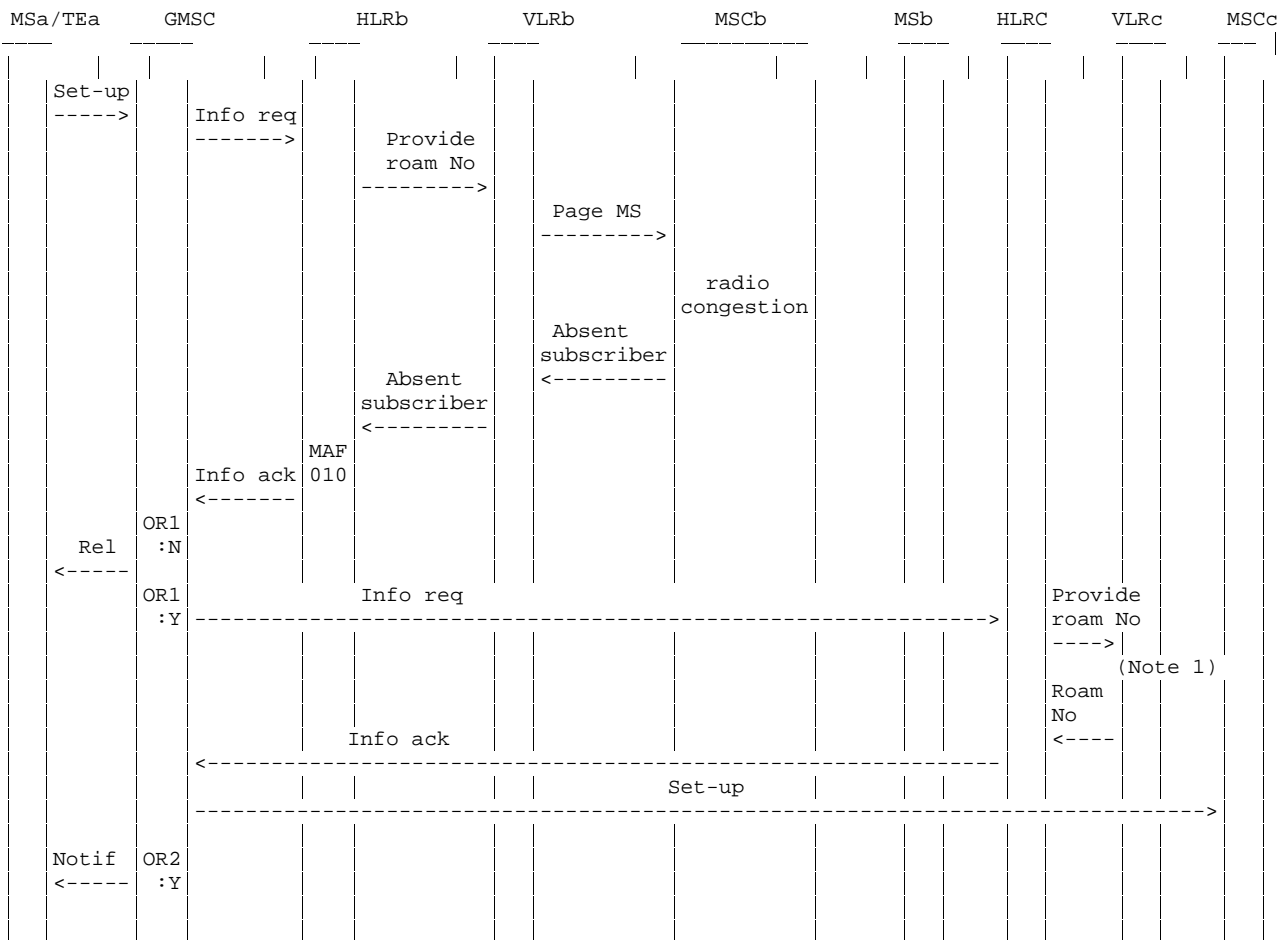 MSa/TEa GMSC HLRb VLRb MSCb MSb HLRC VLRc MSCc
Set-up
-----> Info req
-------> Provide
roam No
--------->
Page MS
--------->
radio
congestion
Absent
subscriber
Absent <---------
subscriber
<---------
MAF
Info ack 010
<-------
OR1
Rel :N
<-----
OR1 Info req Provide
:Y --------------------------------------------------------------> roam No
---->
(Note 1)
Roam
No
Info ack <----
<--------------------------------------------------------------
Set-up
------------------------------------------------------------------------------->
Notif OR2
<----- :Y